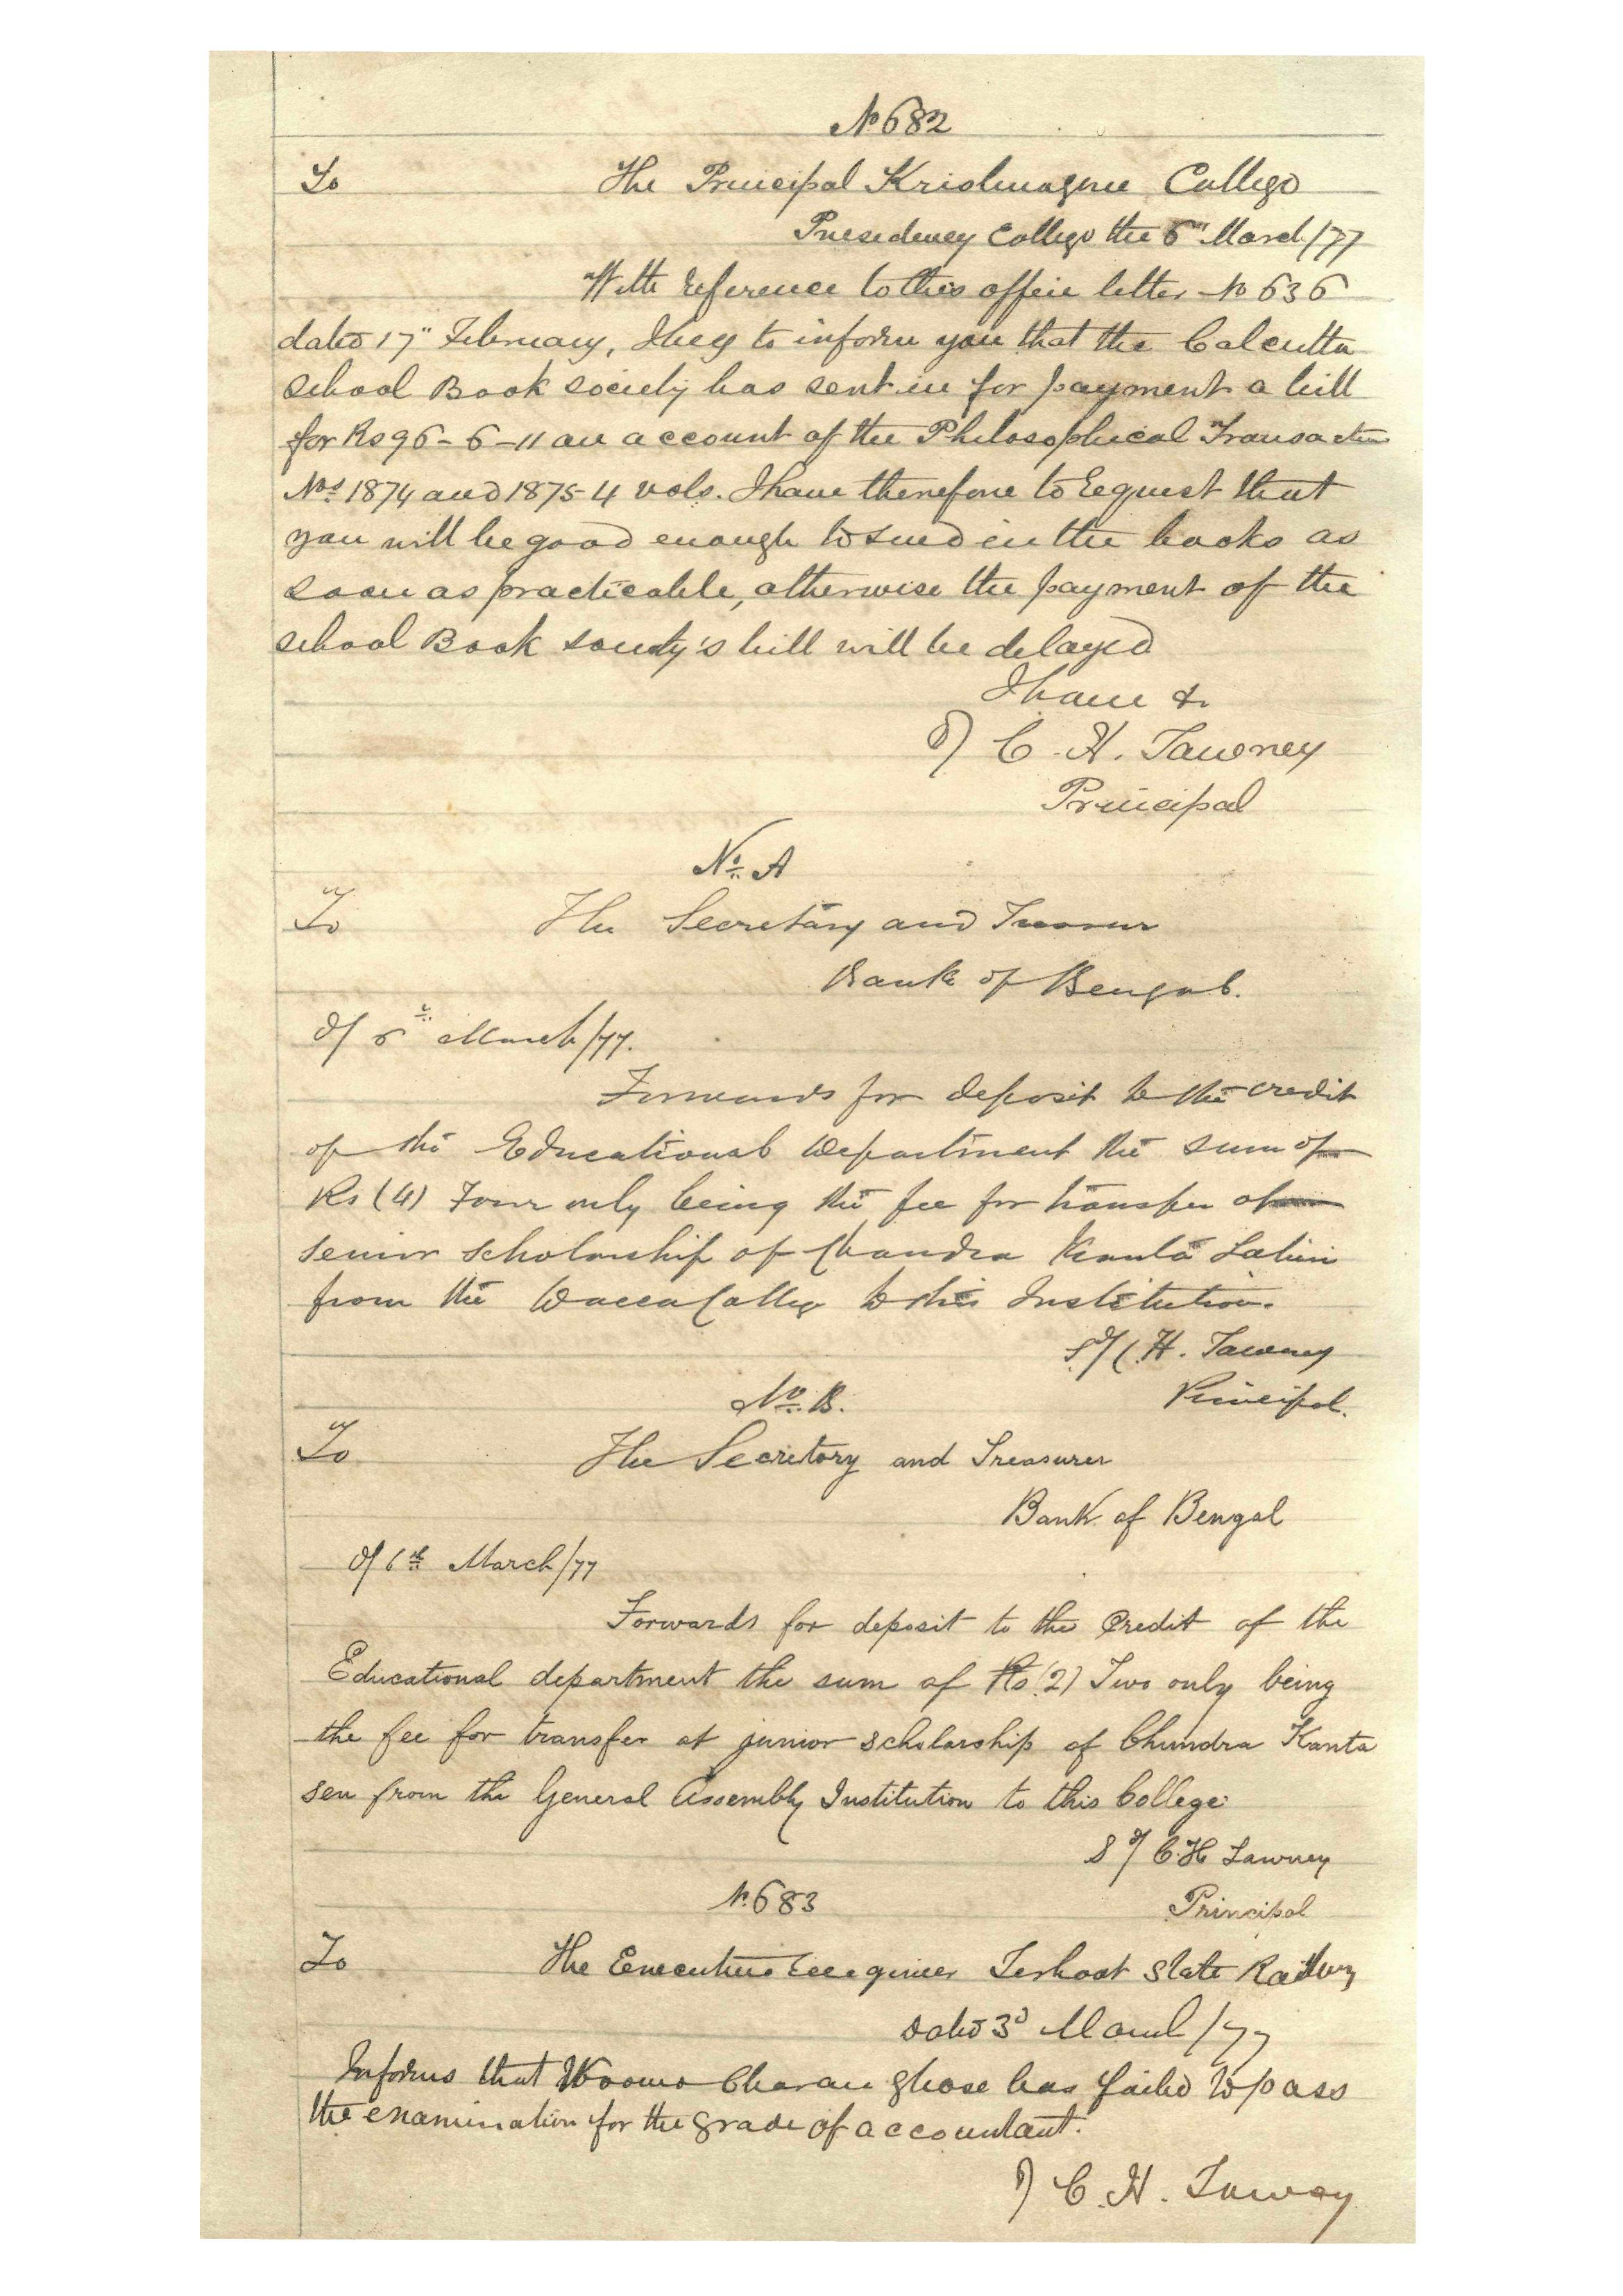 No 682
To The Principal Krishnagur College
Presidency College the 6th March/77
With reference to this office letter No 636
dated 17th February, I beg to inform you that the Calcutta
school Book society has sent in for payment a bill
for Rs 96-6-11 on account of the Philosophical Transaction
Nos 1874 and 1875-4 vols. I have therefore to request that
you will be good enough to send in the books as
soon as practicable, otherwise the payment of the
school Book society's bill will be delayed
I have &
C. H. Tawney
Principal
No. A
To The Secretary and Treasurer
Bank of Bengal.
D/ 6th March/77.
Forwards for deposit to the credit
of the Educational Department the sum of
Rs (4) Four only being the fee for transfer of
senior scholarship of Chandra Kanta Lahiri
from the Dacca College to this Institution.
Sd/ C. H. Tawney
Principal.
No. B.
To The Secretory and Treasurer
Bank of Bengal
D/ 6th March/77
Forwards for deposit to the Credit of the
Educational department the sum of Rs (2) Two only being
the fee for transfer of junior scholarship of Chundra Kanta
sen from the General Assembly Institution to this College
Sd/ C. H Tawney
Principal
No. 683
To The Executive Engineer Terhoot State Railway
Dated 3d March/77
Informs that Woomo Charan ghose has failed to pass
the examination for the grade of accountant.
C. H. Tawney